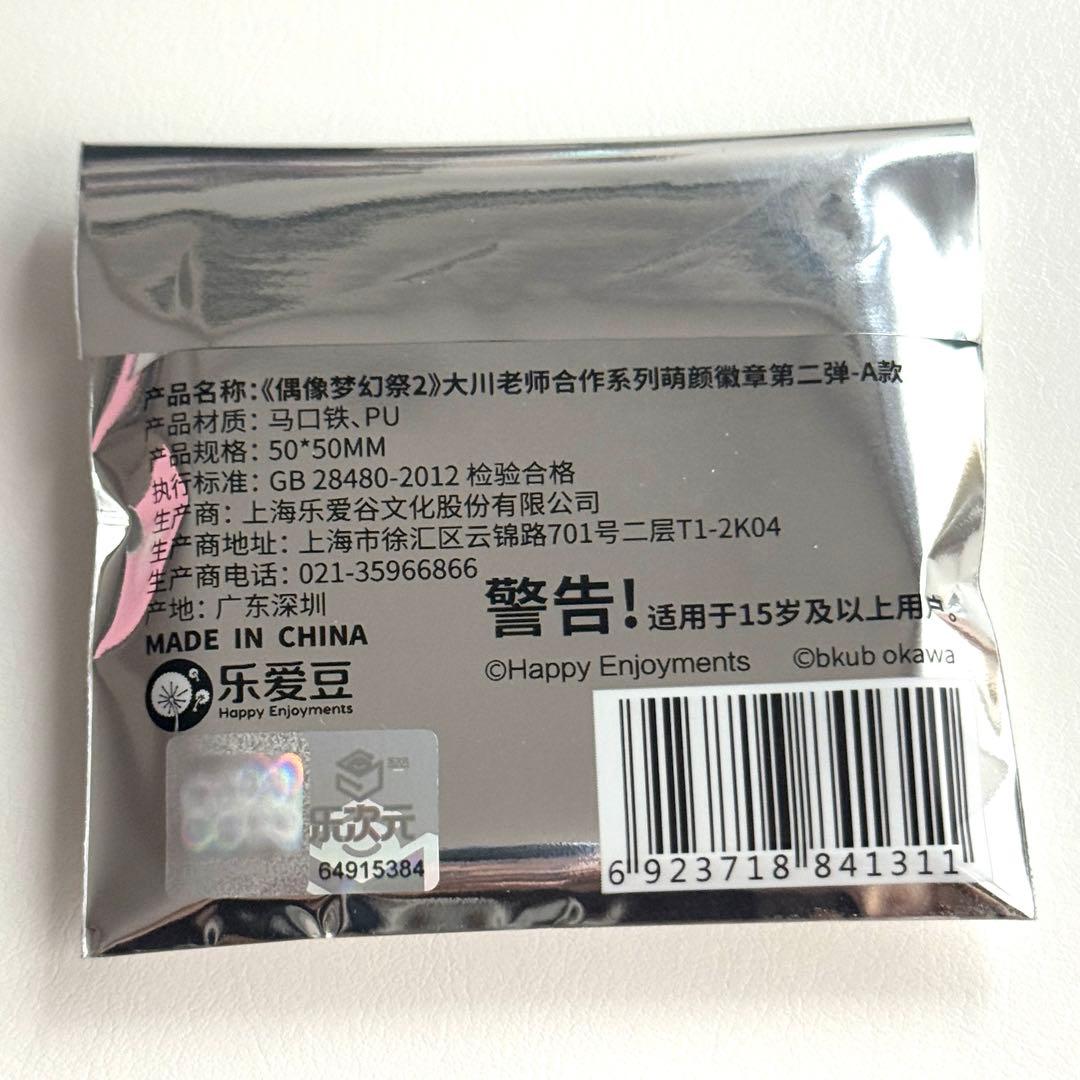 产品名称：《偶像梦幻祭2》大川老师合作系列萌颜徽章第二弹-A款
产品材质：马口铁、PU
产品规格：50*50MM
执行标准：GB 28480-2012 检验合格
生产商：上海乐爱谷文化股份有限公司
生产商地址：上海市徐汇区云锦路701号二层T1-2K04
生产商电话：021-35966866
产地：广东深圳
警告！适用于15岁及以上用户。
MADE IN CHINA
©Happy Enjoyments ©bkub okawa
乐爱豆
Happy Enjoyments
乐次元
64915384
6 923718 841311